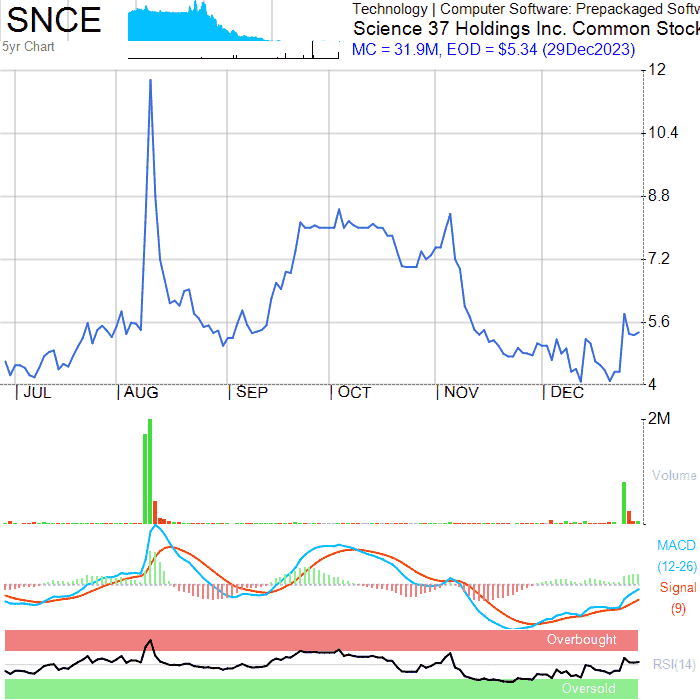 SNCE
5yr Chart
Technology | Computer Software: Prepackaged Softw
Science 37 Holdings Inc. Common Stock
MC = 31.9M, EOD = $5.34 (29Dec2023)
12
10.4
8.8
7.2
5.6
4
JUL AUG SEP OCT NOV DEC
2M
Volume
MACD
(12-26)
Signal
(9)
Overbought
RSI(14)
Oversold